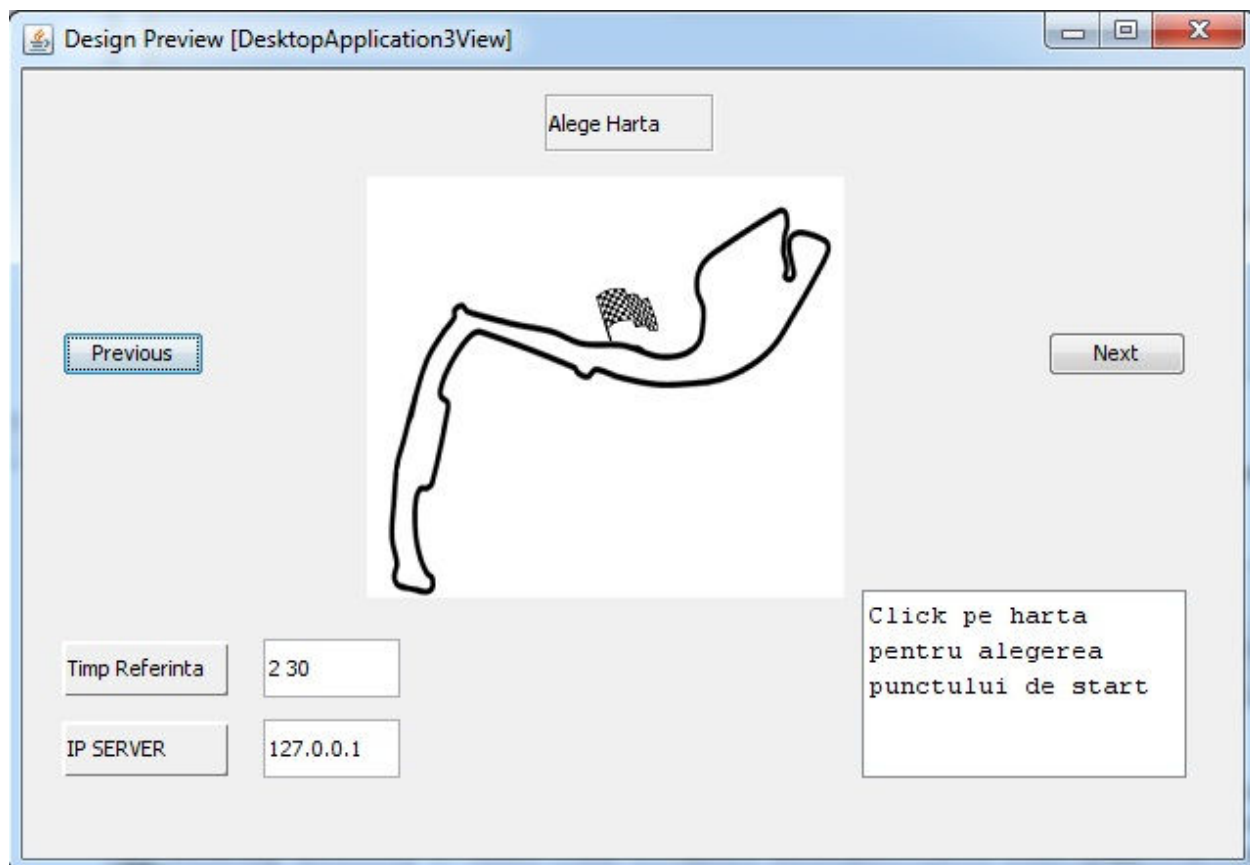 Design Preview [DesktopApplication3View]
Alege Harta
Previous
Next
Click pe harta
pentru alegerea
punctului de start
Timp Referinta
2 30
IP SERVER
127.0.0.1